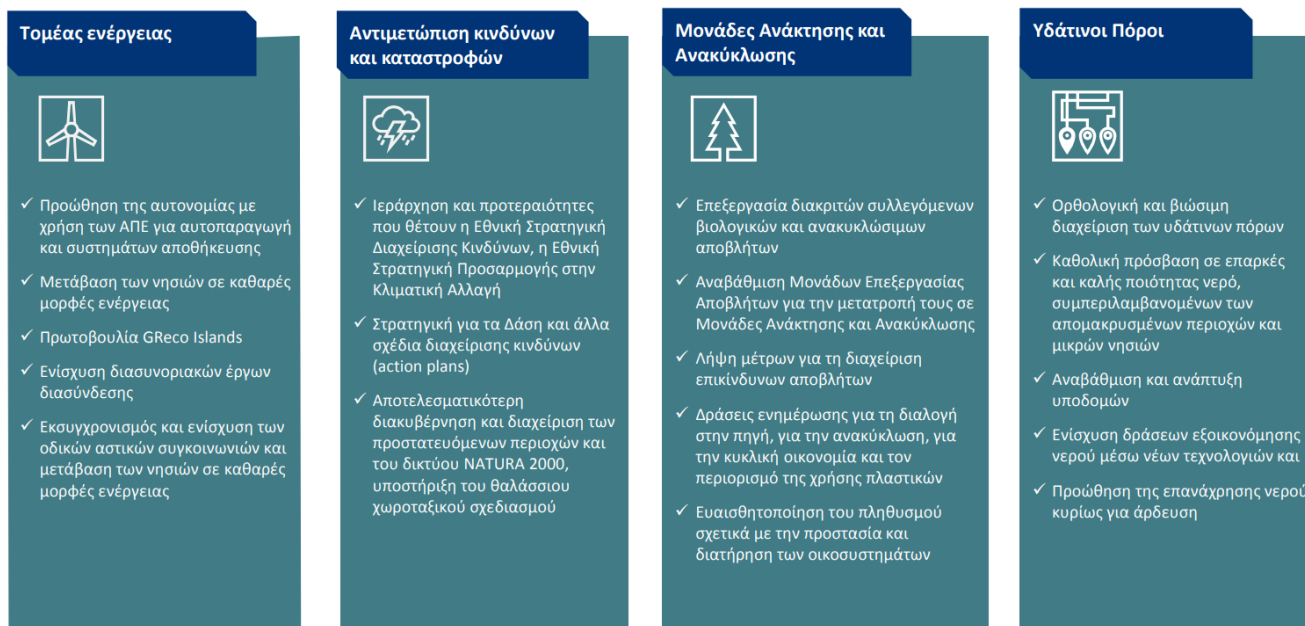 Τομέας ενέργειας
✓ Προώθηση της αυτονομίας με
χρήση των ΑΠΕ για αυτοπαραγωγή
και συστημάτων αποθήκευσης
✓ Μετάβαση των νησιών σε καθαρές
μορφές ενέργειας
✓ Πρωτοβουλία GReco Islands
✓ Ενίσχυση διασυνοριακών έργων
διασύνδεσης
✓ Εκσυγχρονισμός και ενίσχυση των
οδικών αστικών συγκοινωνιών και
μετάβαση των νησιών σε καθαρές
μορφές ενέργειας
Αντιμετώπιση κινδύνων
και καταστροφών
✓ Ιεράρχηση και προτεραιότητες
που θέτουν η Εθνική Στρατηγική
Διαχείρισης Κινδύνων, η Εθνική
Στρατηγική Προσαρμογής στην
Κλιματική Αλλαγή
✓ Στρατηγική για τα Δάση και άλλα
σχέδια διαχείρισης κινδύνων
(action plans)
✓ Αποτελεσματικότερη
διακυβέρνηση και διαχείριση των
προστατευόμενων περιοχών και
του δικτύου NATURA 2000,
υποστήριξη του θαλάσσιου
χωροταξικού σχεδιασμού
Μονάδες Ανάκτησης και
Ανακύκλωσης
✓ Επεξεργασία διακριτών συλλεγόμενων
βιολογικών και ανακυκλώσιμων
αποβλήτων
✓ Αναβάθμιση Μονάδων Επεξεργασίας
Αποβλήτων για την μετατροπή τους σε
Μονάδες Ανάκτησης και Ανακύκλωσης
✓ Λήψη μέτρων για τη διαχείριση
επικίνδυνων αποβλήτων
✓ Δράσεις ενημέρωσης για τη διαλογή
στην πηγή, για την ανακύκλωση, για
την κυκλική οικονομία και τον
περιορισμό της χρήσης πλαστικών
✓ Ευαισθητοποίηση του πληθυσμού
σχετικά με την προστασία και
διατήρηση των οικοσυστημάτων
Υδάτινοι Πόροι
✓ Ορθολογική και βιώσιμη
διαχείριση των υδάτινων πόρων
✓ Καθολική πρόσβαση σε επαρκές
και καλής ποιότητας νερό,
συμπεριλαμβανομένων των
απομακρυσμένων περιοχών και
μικρών νησιών
✓ Αναβάθμιση και ανάπτυξη
υποδομών
✓ Ενίσχυση δράσεων εξοικονόμησης
νερού μέσω νέων τεχνολογιών και
✓ Προώθηση της επανάχρησης νερού
κυρίως για άρδευση